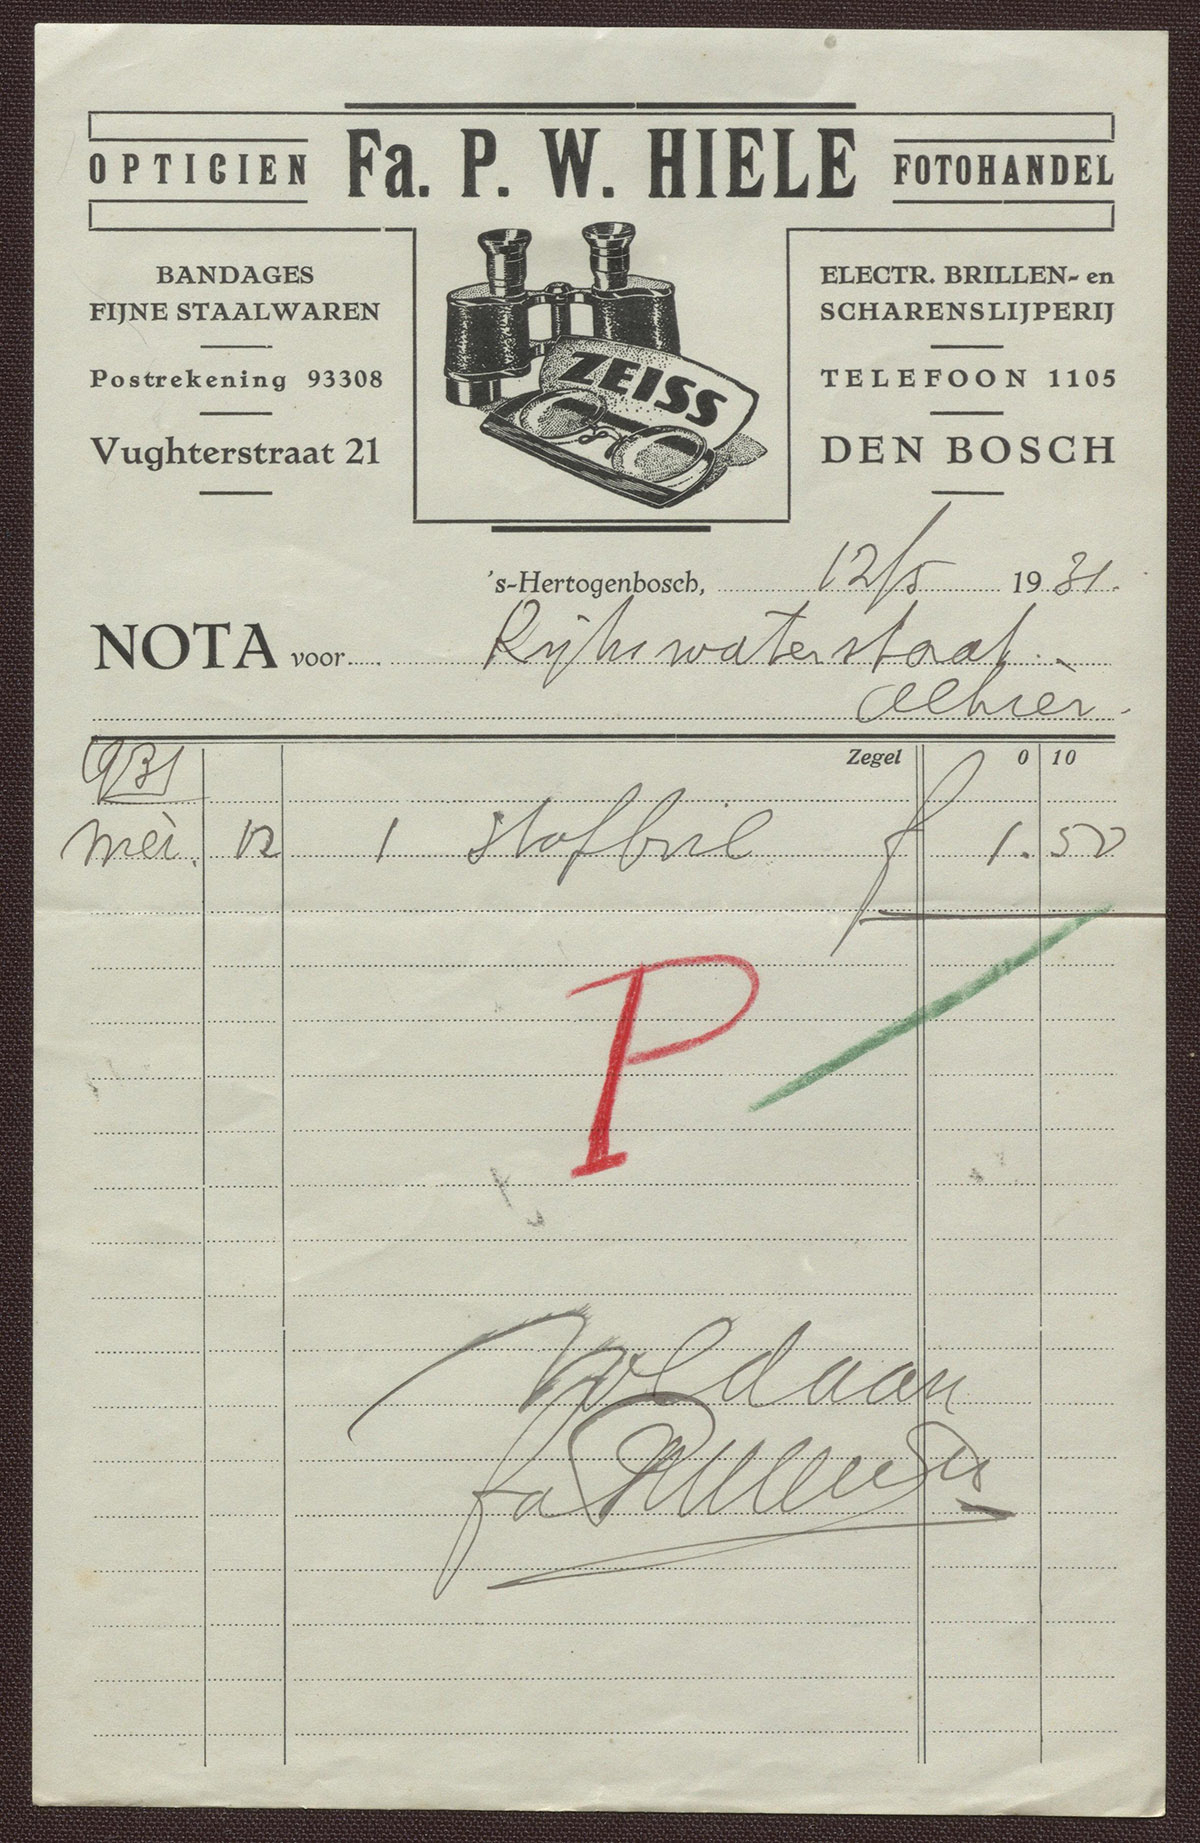 OPTICIEN Fa. P. W. HIELE FOTOHANDEL
BANDAGES
FIJNE STAALWAREN
Postrekening 93308
Vughterstraat 21
ZEISS
ELECTR. BRILLEN- en
SCHARENSLIJPERIJ
TELEFOON 1105
DEN BOSCH
's-Hertogenbosch, 12/5 1931.
NOTA voor Rijkswaterstaat.
Alhier.
Zegel 0 10
931
Mei. 12 1 stofbril f 1.50
P
Voldaan
fa